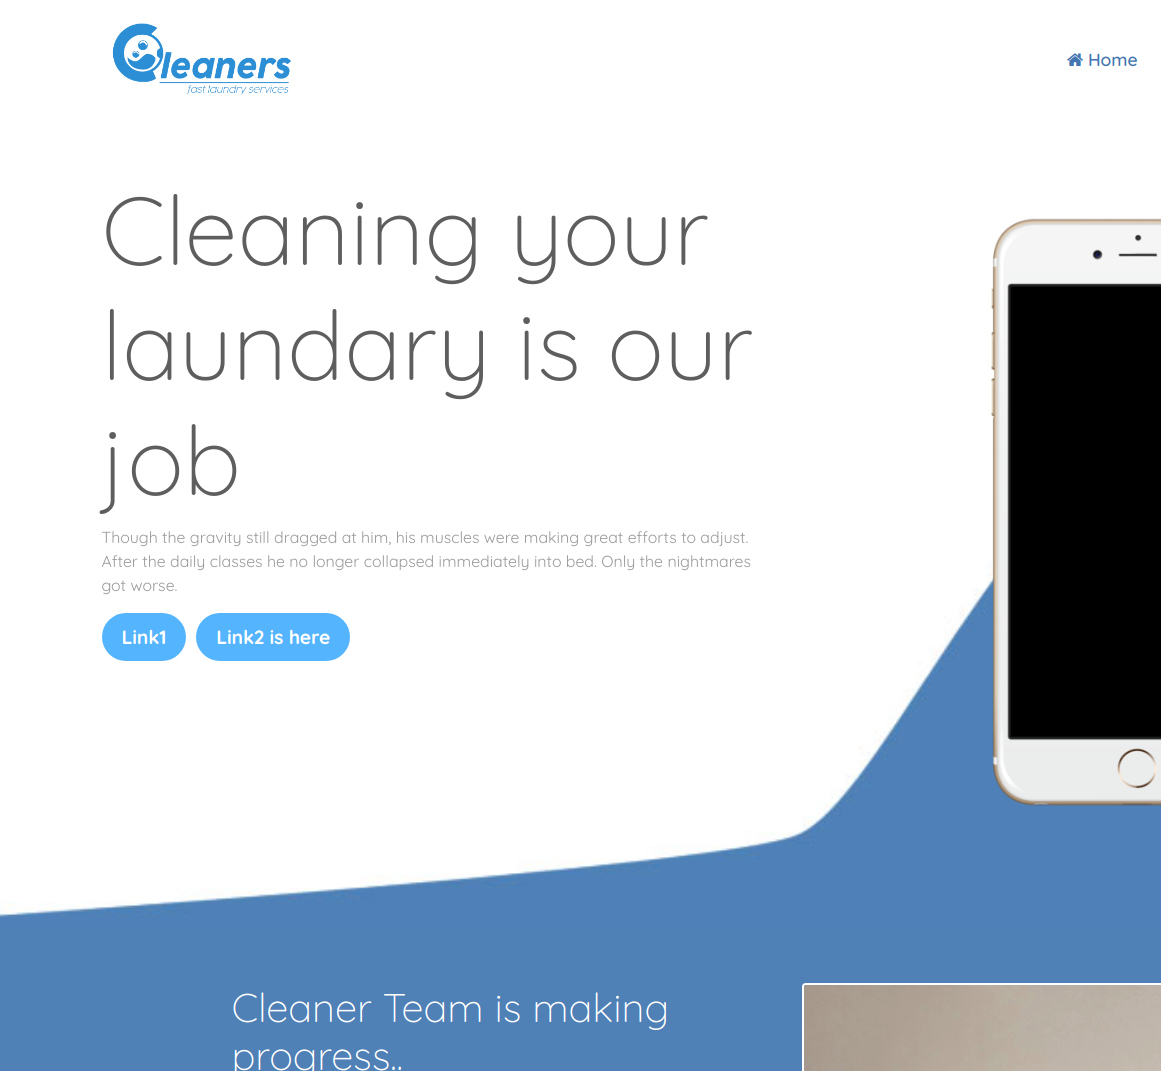 Cleaners
fast laundry services
Home
Cleaning your
laundary is our
job
Though the gravity still dragged at him, his muscles were making great efforts to adjust.
After the daily classes he no longer collapsed immediately into bed. Only the nightmares
got worse.
Link1
Link2 is here
Cleaner Team is making
progress..